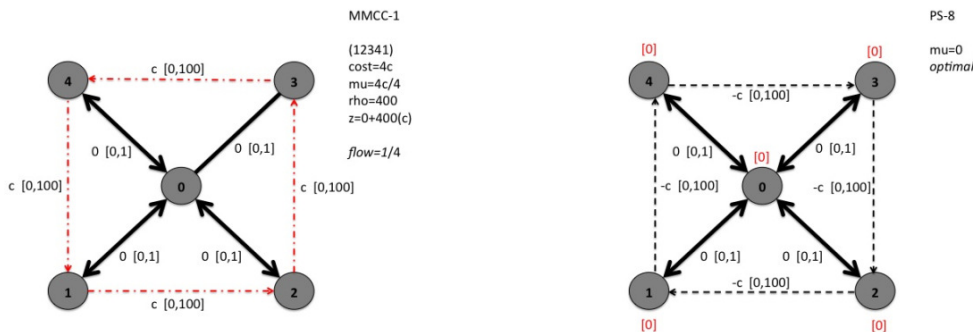 MMCC-1
(12341)
cost=4c
mu=4c/4
rho=400
z=0+400(c)
flow=1/4
c [0,100]
4
3
0 [0,1]
0 [0,1]
c [0,100]
0
c [0,100]
0 [0,1]
0 [0,1]
1
2
c [0,100]
PS-8
mu=0
optimal
[0]
[0]
4
3
-c [0,100]
0 [0,1]
[0]
0 [0,1]
-c [0,100]
0
-c [0,100]
0 [0,1]
0 [0,1]
1
2
-c [0,100]
[0]
[0]